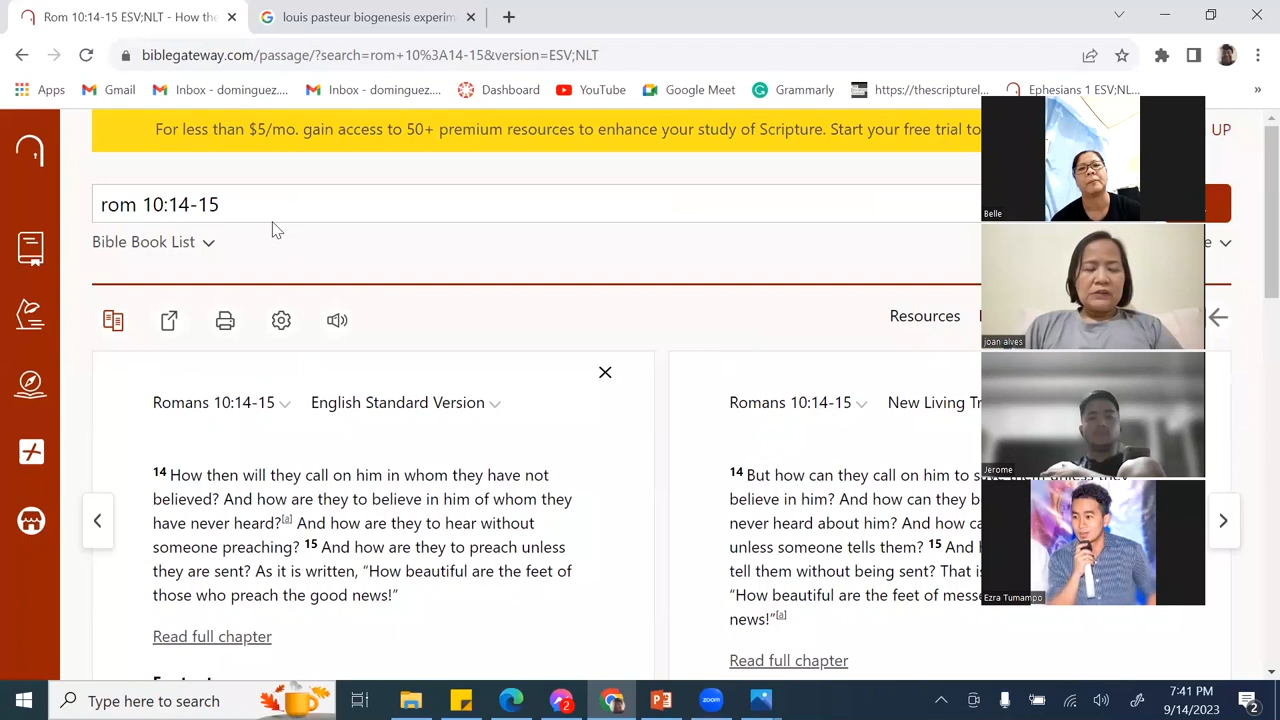 Rom 10:14-15 ESV;NLT - How the
louis pasteur biogenesis experim
biblegateway.com/passage/?search=rom+10%3A14-15&version=ESV;NLT
Apps
Gmail
Inbox - dominguez....
Inbox - dominguez....
Dashboard
YouTube
Google Meet
Grammarly
https://thescripturel...
Ephesians 1 ESV;NL...
»
For less than $5/mo. gain access to 50+ premium resources to enhance your study of Scripture. Start your free trial to
UP
rom 10:14-15
Bible Book List
e
Resources
Romans 10:14-15
English Standard Version
14 How then will they call on him in whom they have not
believed? And how are they to believe in him of whom they
have never heard?[a] And how are they to hear without
someone preaching? 15 And how are they to preach unless
they are sent? As it is written, “How beautiful are the feet of
those who preach the good news!”
Read full chapter
Romans 10:14-15
New Living Tr
14 But how can they call on him to save them unless they
believe in him? And how can they b
never heard about him? And how ca
unless someone tells them? 15 And h
tell them without being sent? That is
“How beautiful are the feet of messe
news!”[a]
Read full chapter
Belle
joan alves
Jerome
Ezra Tumampo
Type here to search
2
7:41 PM
9/14/2023
2